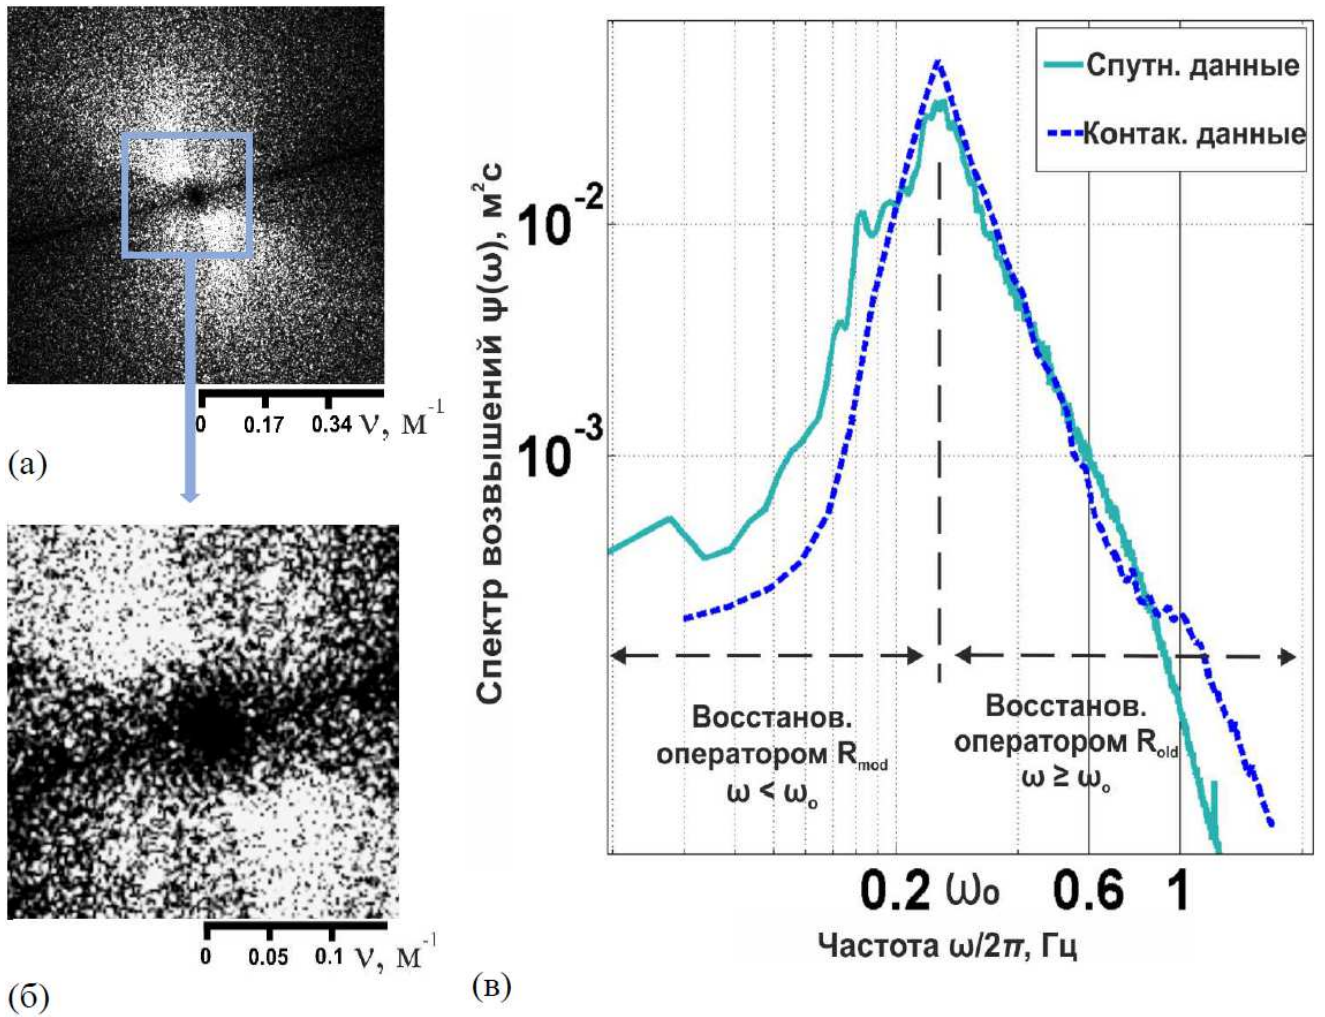 0 0.17 0.34 ν, м⁻¹
(а)
0 0.05 0.1 ν, м⁻¹
(б)
Спектр возвышений ψ(ω), м²с
10⁻²
10⁻³
Спутн. данные
Контак. данные
Восстанов.
оператором R_mod
ω < ω₀
Восстанов.
оператором R_old
ω ≥ ω₀
0.2 ω₀ 0.6 1
Частота ω/2π, Гц
(в)